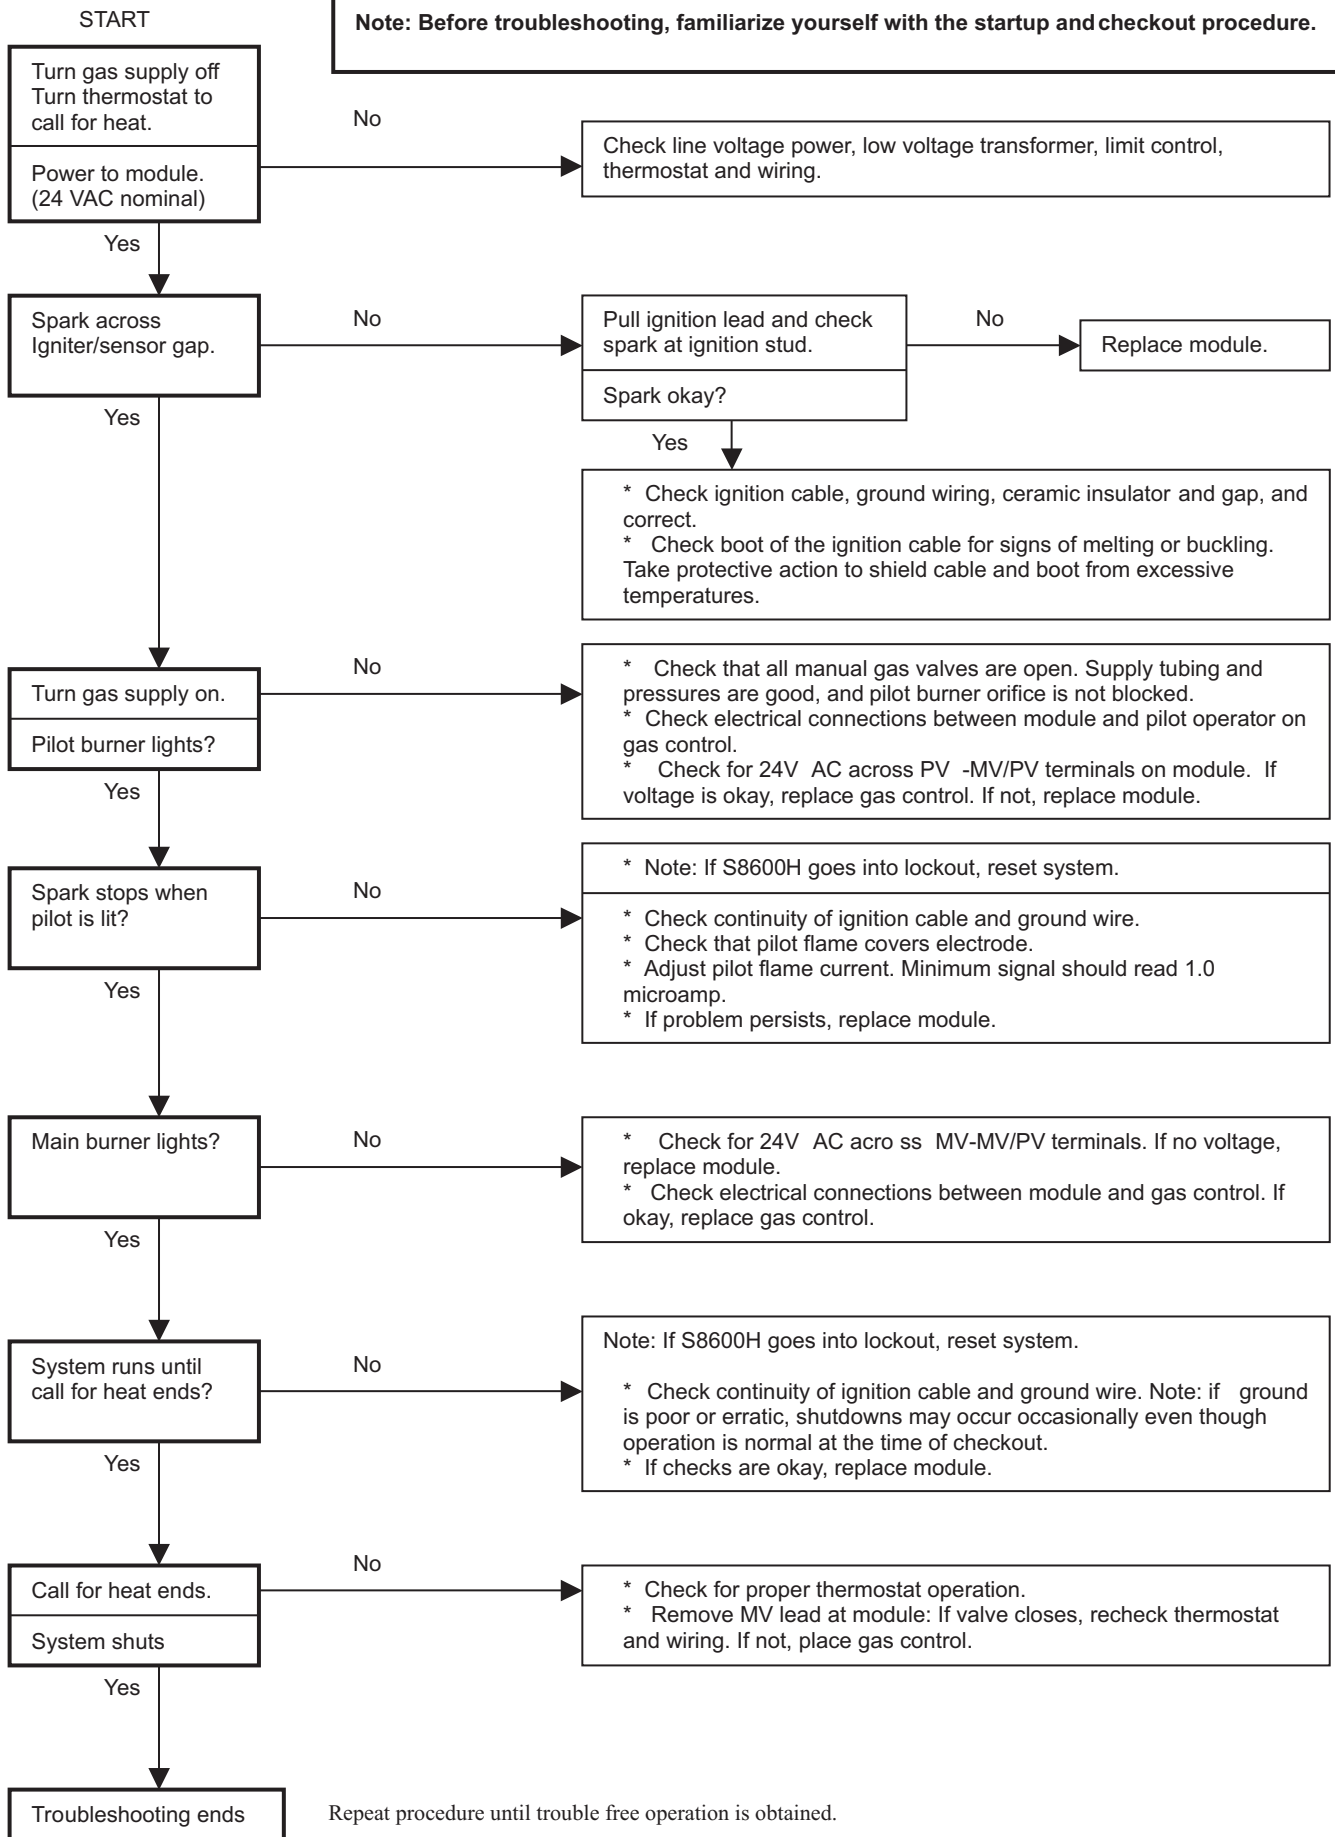 START
Note: Before troubleshooting, familiarize yourself with the startup and checkout procedure.
Turn gas supply off
Turn thermostat to
call for heat.
Power to module.
(24 VAC nominal)
No
Check line voltage power, low voltage transformer, limit control,
thermostat and wiring.
Yes
Spark across
Igniter/sensor gap.
No
Pull ignition lead and check
spark at ignition stud.
Spark okay?
No
Replace module.
Yes
Yes
* Check ignition cable, ground wiring, ceramic insulator and gap, and
correct.
* Check boot of the ignition cable for signs of melting or buckling.
Take protective action to shield cable and boot from excessive
temperatures.
Turn gas supply on.
Pilot burner lights?
No
* Check that all manual gas valves are open. Supply tubing and
pressures are good, and pilot burner orifice is not blocked.
* Check electrical connections between module and pilot operator on
gas control.
* Check for 24V AC across PV -MV/PV terminals on module. If
voltage is okay, replace gas control. If not, replace module.
Yes
Spark stops when
pilot is lit?
No
* Note: If S8600H goes into lockout, reset system.
* Check continuity of ignition cable and ground wire.
* Check that pilot flame covers electrode.
* Adjust pilot flame current. Minimum signal should read 1.0
microamp.
* If problem persists, replace module.
Yes
Main burner lights?
No
* Check for 24V AC acro ss MV-MV/PV terminals. If no voltage,
replace module.
* Check electrical connections between module and gas control. If
okay, replace gas control.
Yes
System runs until
call for heat ends?
No
Note: If S8600H goes into lockout, reset system.
* Check continuity of ignition cable and ground wire. Note: if ground
is poor or erratic, shutdowns may occur occasionally even though
operation is normal at the time of checkout.
* If checks are okay, replace module.
Yes
Call for heat ends.
System shuts
No
* Check for proper thermostat operation.
* Remove MV lead at module: If valve closes, recheck thermostat
and wiring. If not, place gas control.
Yes
Troubleshooting ends
Repeat procedure until trouble free operation is obtained.